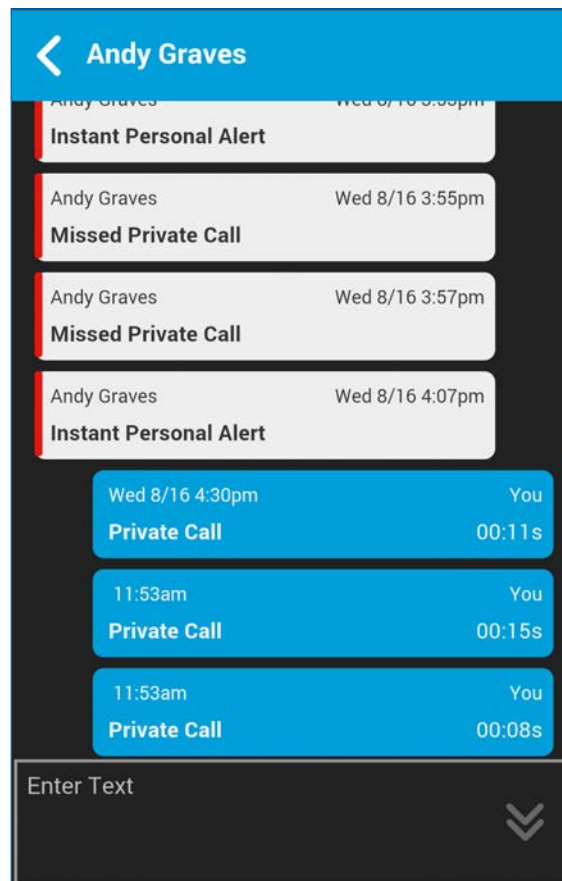 Andy Graves
Andy Graves
Instant Personal Alert
Andy Graves Wed 8/16 3:55pm
Missed Private Call
Andy Graves Wed 8/16 3:57pm
Missed Private Call
Andy Graves Wed 8/16 4:07pm
Instant Personal Alert
Wed 8/16 4:30pm You
Private Call 00:11s
11:53am You
Private Call 00:15s
11:53am You
Private Call 00:08s
Enter Text